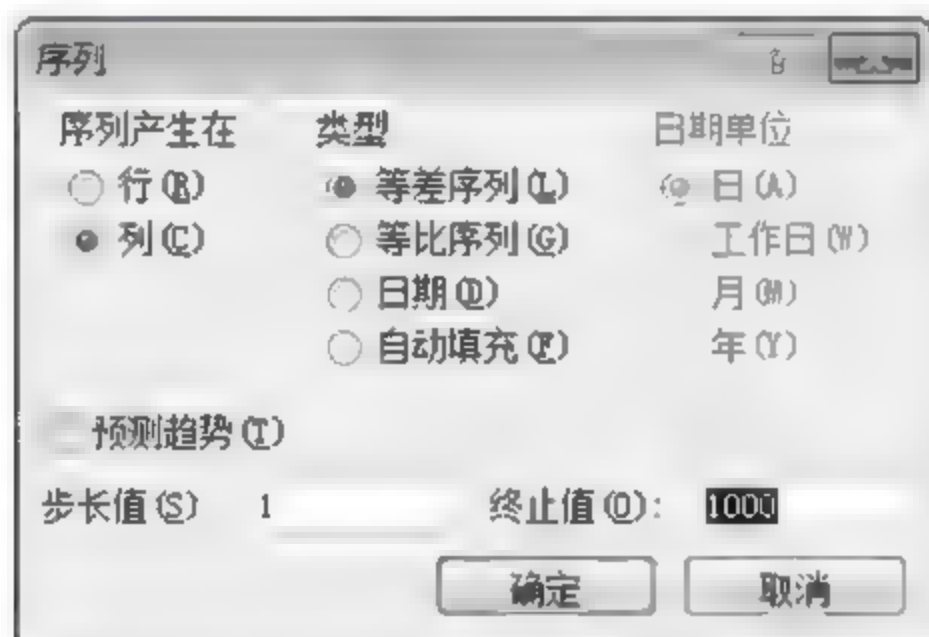 序列
序列产生在 类型 日期单位
行(R) 等差序列(L) 日(A)
列(C) 等比序列(G) 工作日(W)
日期(D) 月(M)
自动填充(F) 年(Y)
预测趋势(T)
步长值(S) 1 终止值(O): 1000
确定 取消